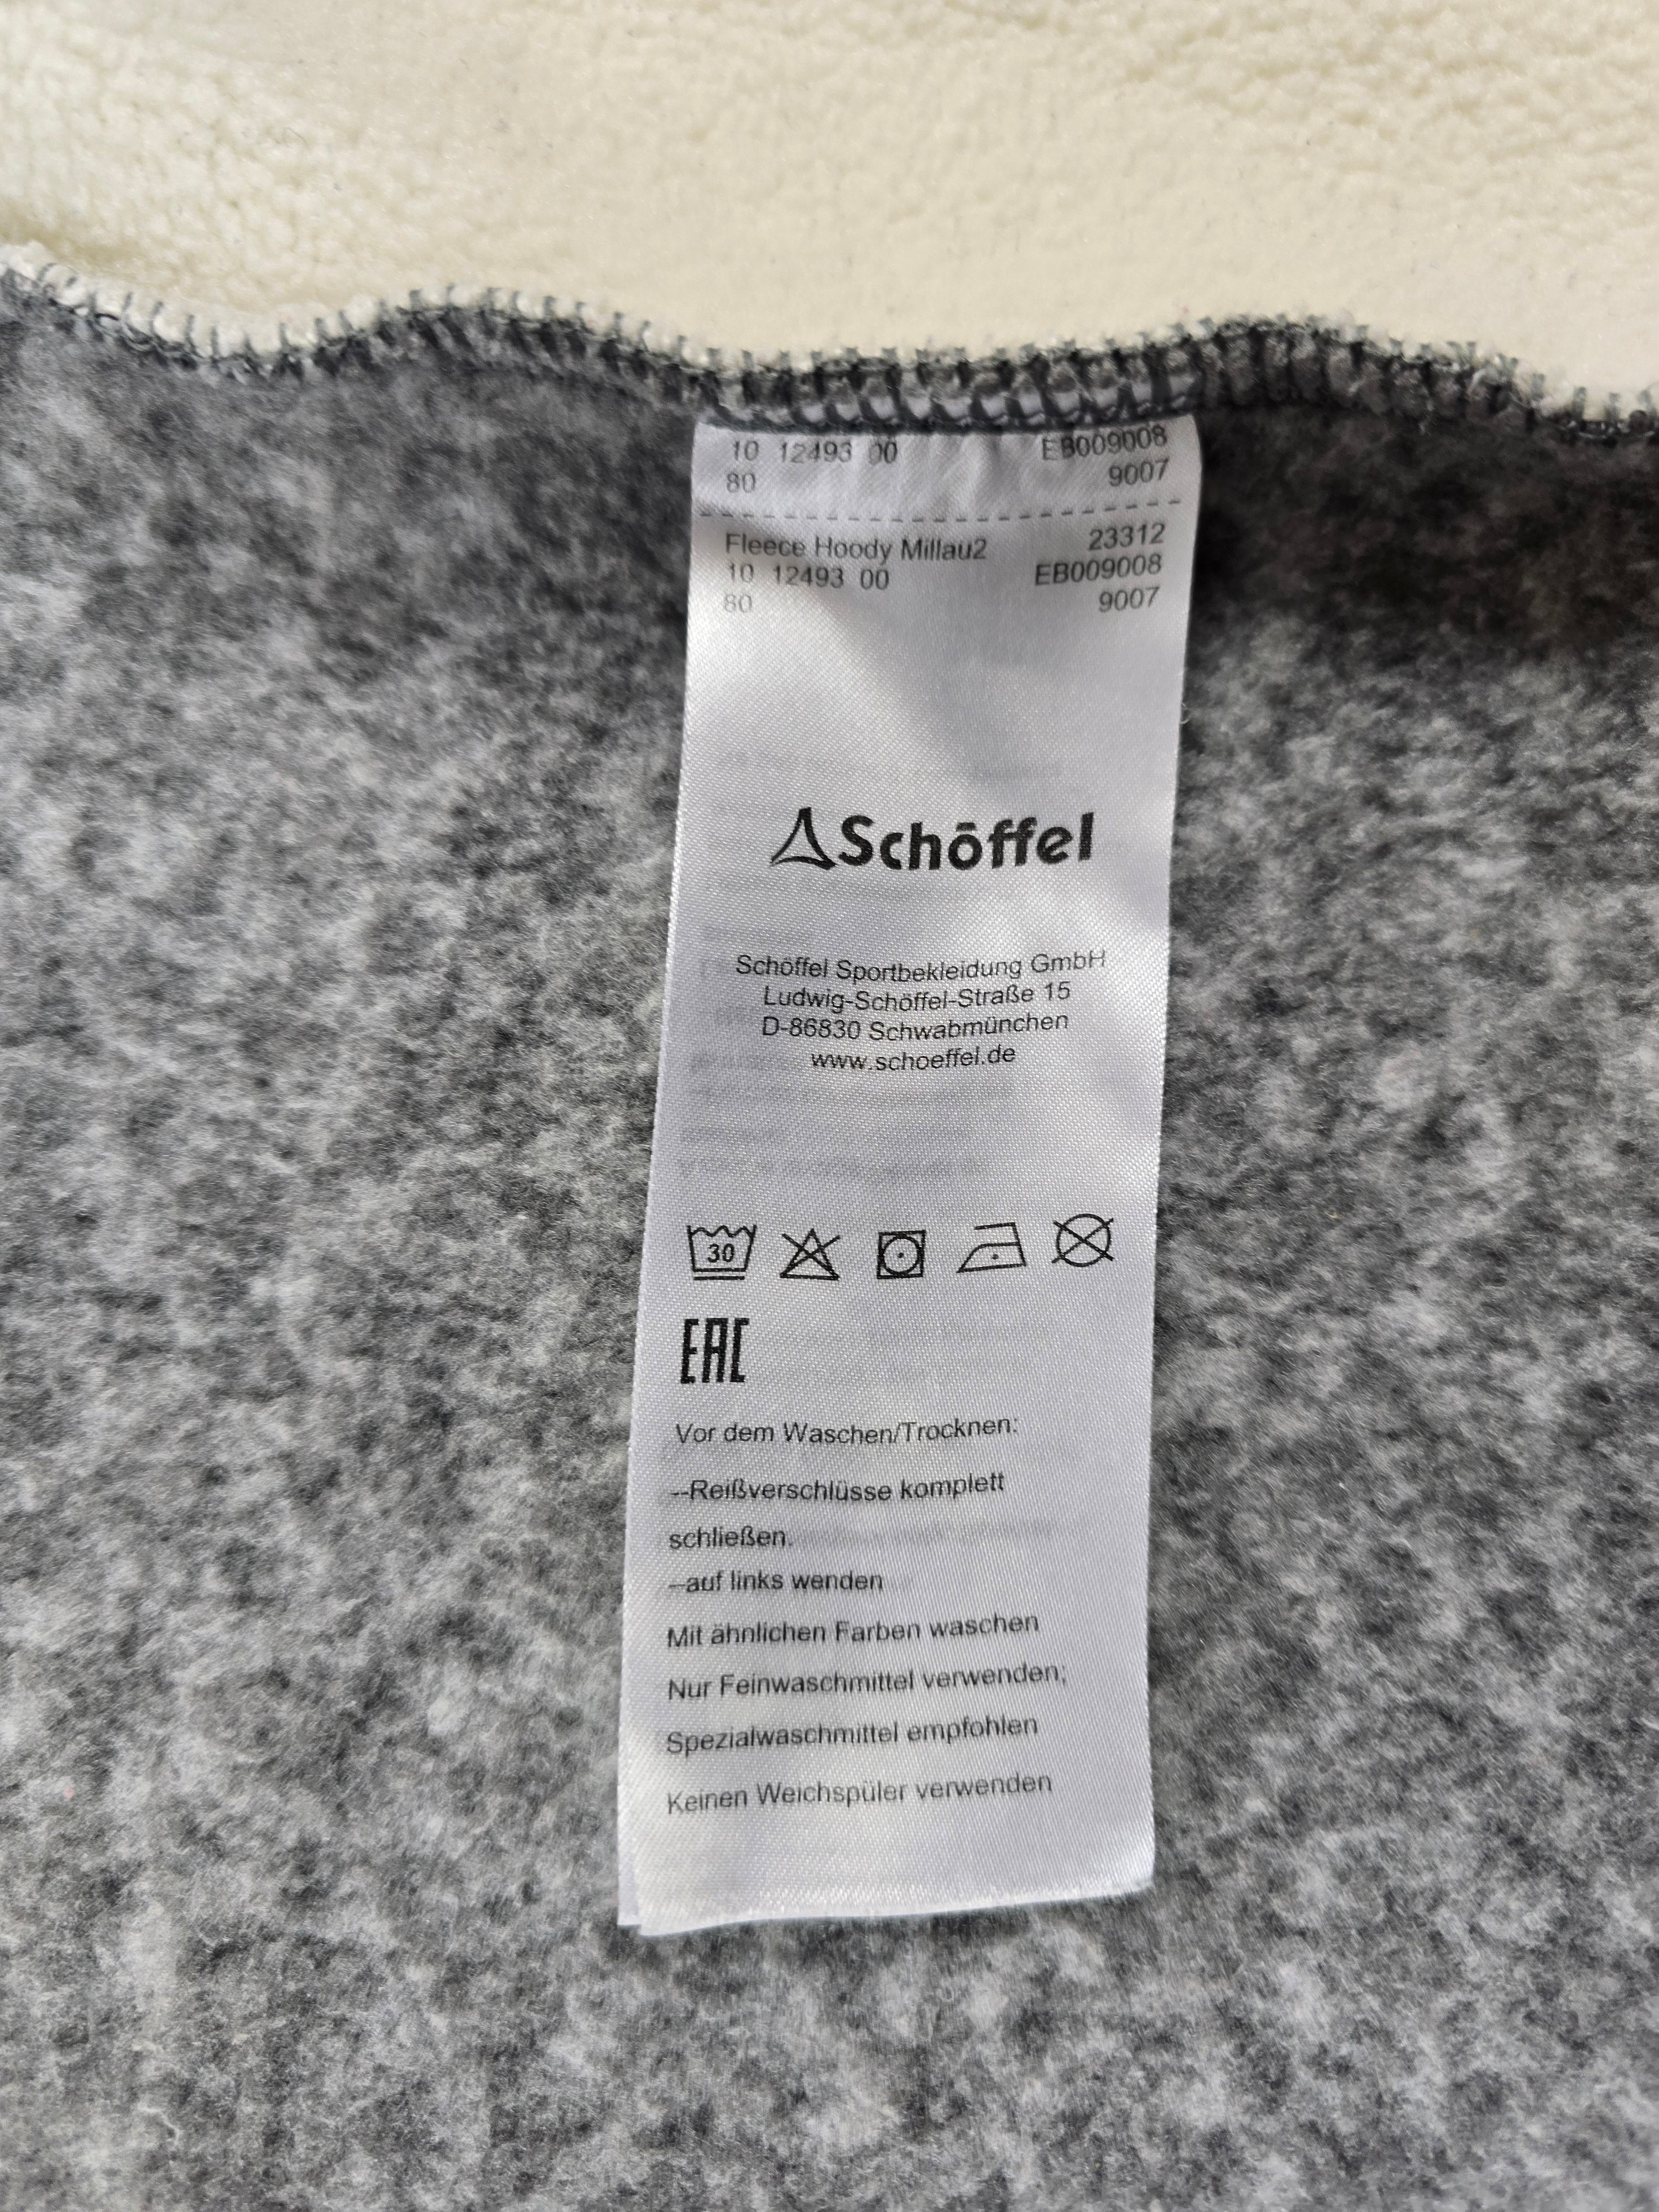 10 12493 00 EB009008
80 9007
Fleece Hoody Millau2 23312
10 12493 00 EB009008
80 9007
Schöffel
Schöffel Sportbekleidung GmbH
Ludwig-Schöffel-Straße 15
D-86830 Schwabmünchen
www.schoeffel.de
30
EAC
Vor dem Waschen/Trocknen:
--Reißverschlüsse komplett
schließen.
--auf links wenden
Mit ähnlichen Farben waschen
Nur Feinwaschmittel verwenden;
Spezialwaschmittel empfohlen
Keinen Weichspüler verwenden